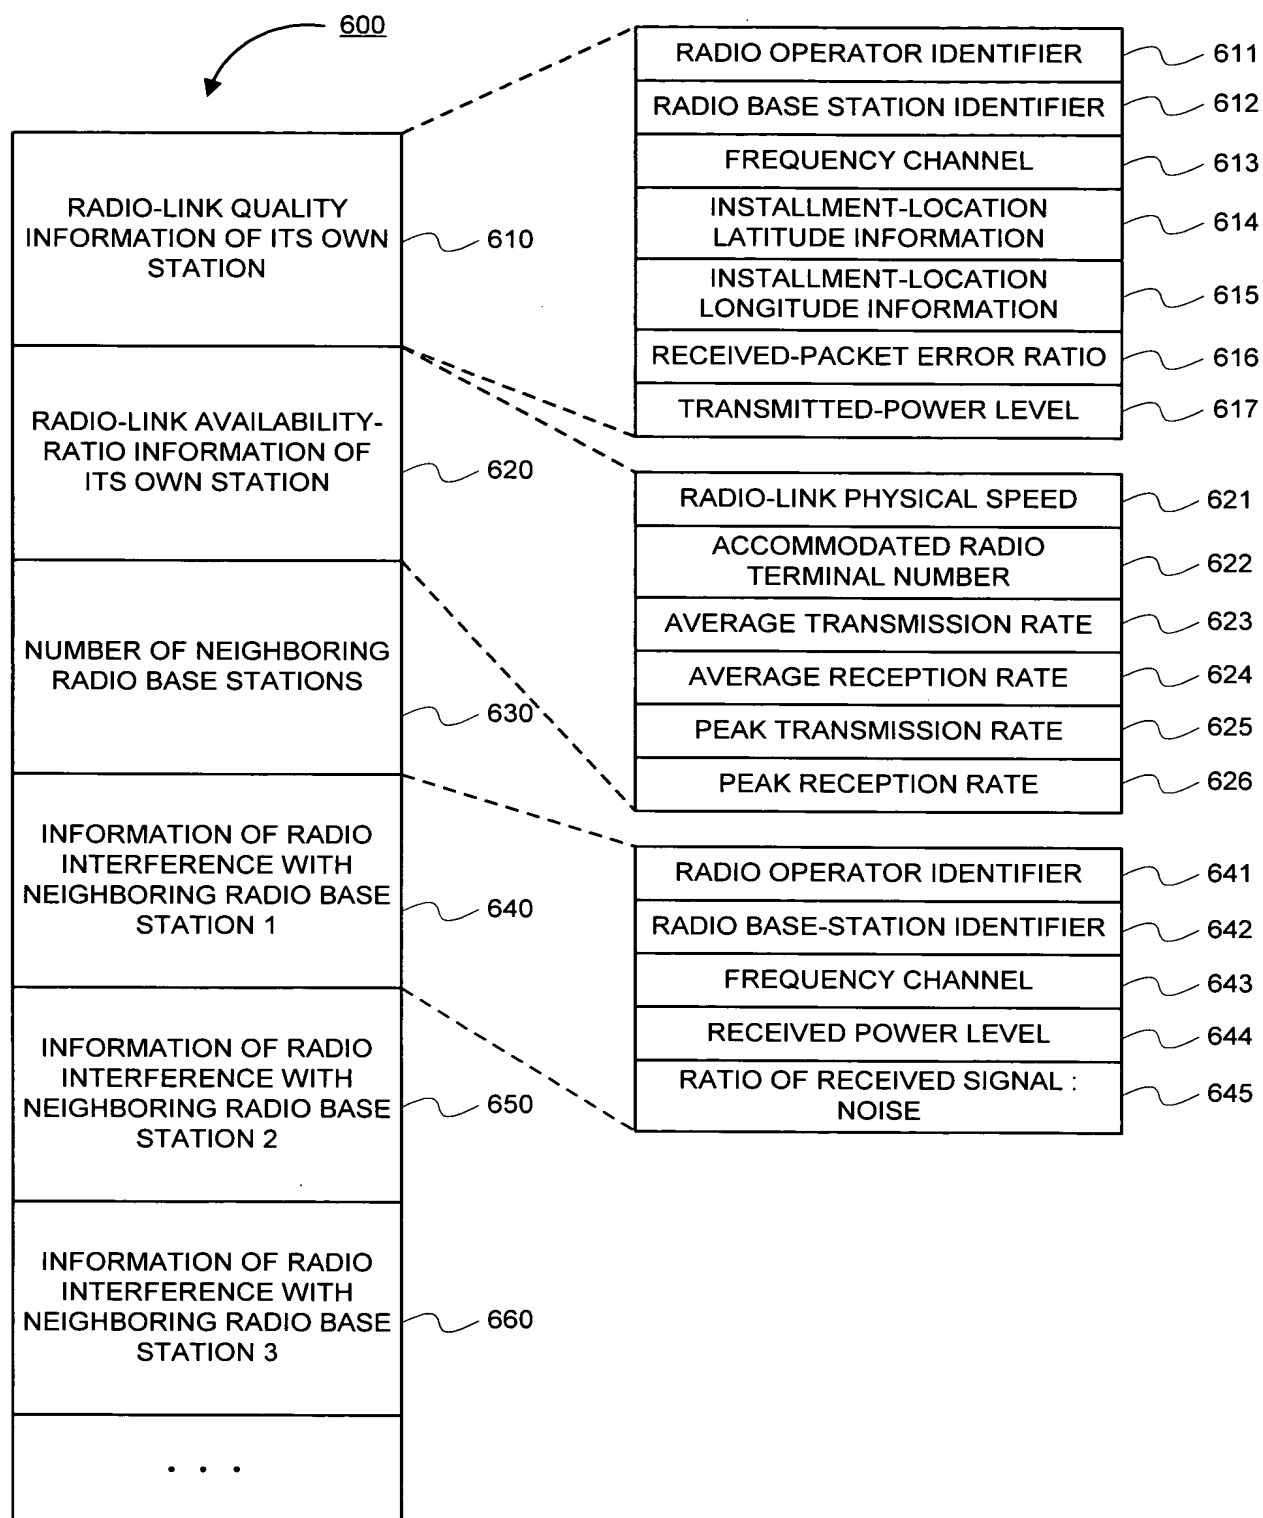 600
RADIO-LINK QUALITY
INFORMATION OF ITS OWN
STATION
610
RADIO-LINK AVAILABILITY-
RATIO INFORMATION OF
ITS OWN STATION
620
NUMBER OF NEIGHBORING
RADIO BASE STATIONS
630
INFORMATION OF RADIO
INTERFERENCE WITH
NEIGHBORING RADIO BASE
STATION 1
640
INFORMATION OF RADIO
INTERFERENCE WITH
NEIGHBORING RADIO BASE
STATION 2
650
INFORMATION OF RADIO
INTERFERENCE WITH
NEIGHBORING RADIO BASE
STATION 3
660
. . .
RADIO OPERATOR IDENTIFIER
611
RADIO BASE STATION IDENTIFIER
612
FREQUENCY CHANNEL
613
INSTALLMENT-LOCATION
LATITUDE INFORMATION
614
INSTALLMENT-LOCATION
LONGITUDE INFORMATION
615
RECEIVED-PACKET ERROR RATIO
616
TRANSMITTED-POWER LEVEL
617
RADIO-LINK PHYSICAL SPEED
621
ACCOMMODATED RADIO
TERMINAL NUMBER
622
AVERAGE TRANSMISSION RATE
623
AVERAGE RECEPTION RATE
624
PEAK TRANSMISSION RATE
625
PEAK RECEPTION RATE
626
RADIO OPERATOR IDENTIFIER
641
RADIO BASE-STATION IDENTIFIER
642
FREQUENCY CHANNEL
643
RECEIVED POWER LEVEL
644
RATIO OF RECEIVED SIGNAL :
NOISE
645